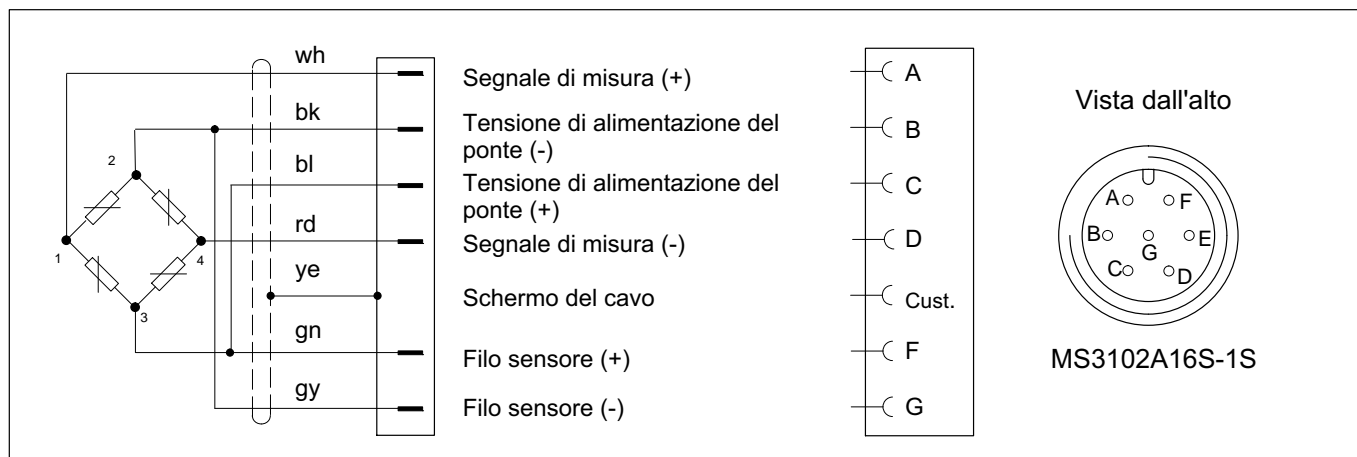 wh
Segnale di misura (+)
A
bk
Tensione di alimentazione del
ponte (-)
B
bl
Tensione di alimentazione del
ponte (+)
C
rd
Segnale di misura (-)
D
ye
Schermo del cavo
Cust.
gn
Filo sensore (+)
F
gy
Filo sensore (-)
G
2
1
4
3
Vista dall'alto
A
F
B
G
E
C
D
MS3102A16S-1S